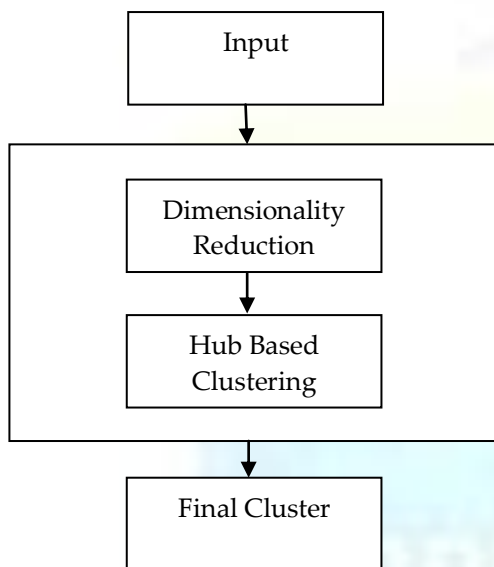 Input
Dimensionality
Reduction
Hub Based
Clustering
Final Cluster